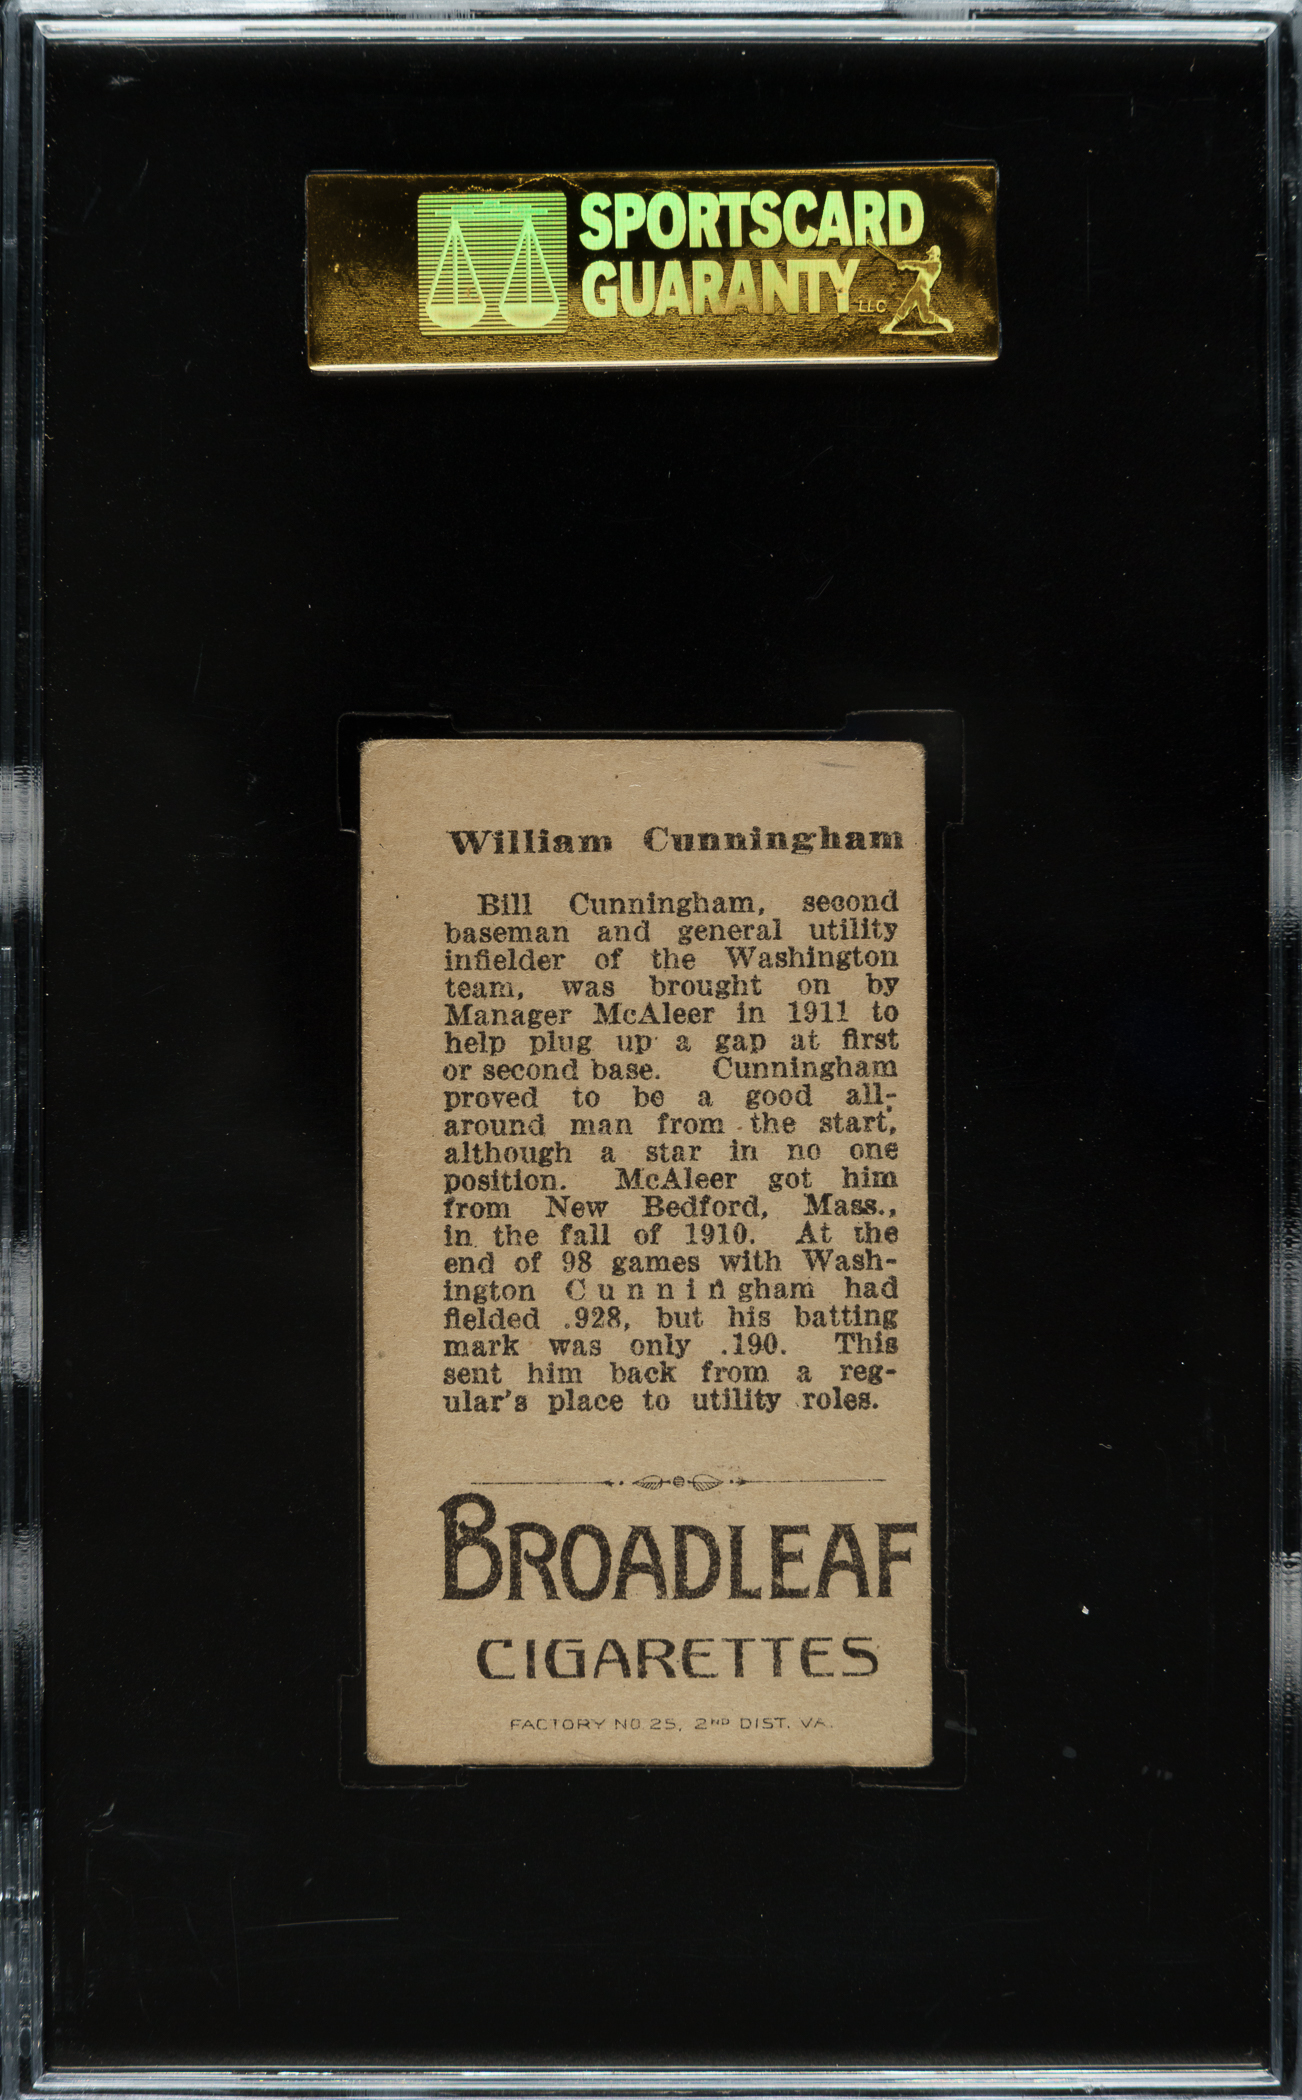 SPORTSCARD
GUARANTY LLC
William Cunningham
Bill Cunningham, second
baseman and general utility
infielder of the Washington
team, was brought on by
Manager McAleer in 1911 to
help plug up a gap at first
or second base. Cunningham
proved to be a good all-
around man from the start,
although a star in no one
position. McAleer got him
from New Bedford, Mass.,
in the fall of 1910. At the
end of 98 games with Wash-
ington Cunningham had
fielded .928, but his batting
mark was only .190. This
sent him back from a reg-
ular's place to utility roles.
BROADLEAF
CIGARETTES
FACTORY NO. 25, 2ND DIST. VA.